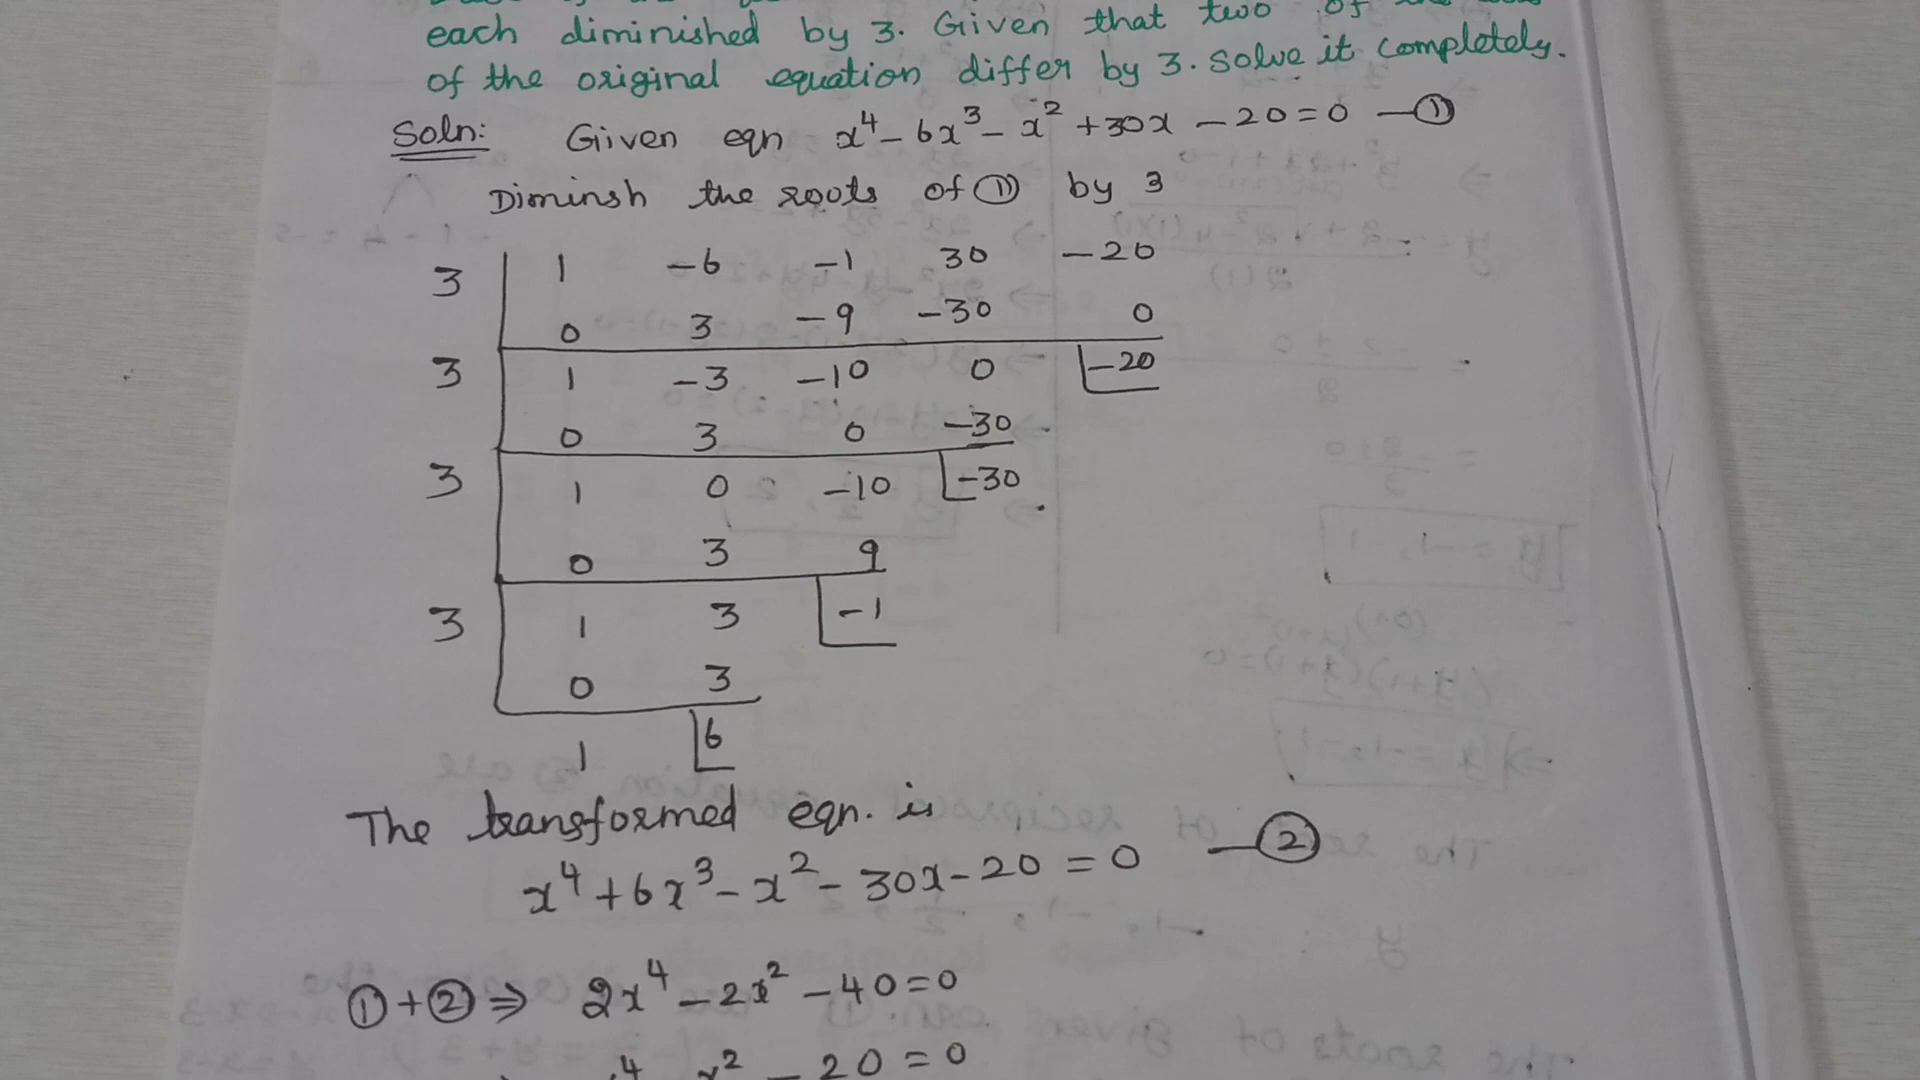 two of the
each diminished by 3. Given that
of the original equation differ by 3. solve it completely.
Soln: Given eqn x⁴ - 6x³ - x² + 30x - 20 = 0 — ①
Diminsh the roots of ① by 3
3 | 1 -6 -1 30 -20
0 3 -9 -30 0
3 | 1 -3 -10 0 |-20
0 3 0 -30
3 | 1 0 -10 |-30
0 3 9
3 | 1 3 |-1
0 3
1 |6
The transformed eqn. is
x⁴ + 6x³ - x² - 30x - 20 = 0 — ②
① + ② ⇒ 2x⁴ - 2x² - 40 = 0
x⁴ x² - 20 = 0